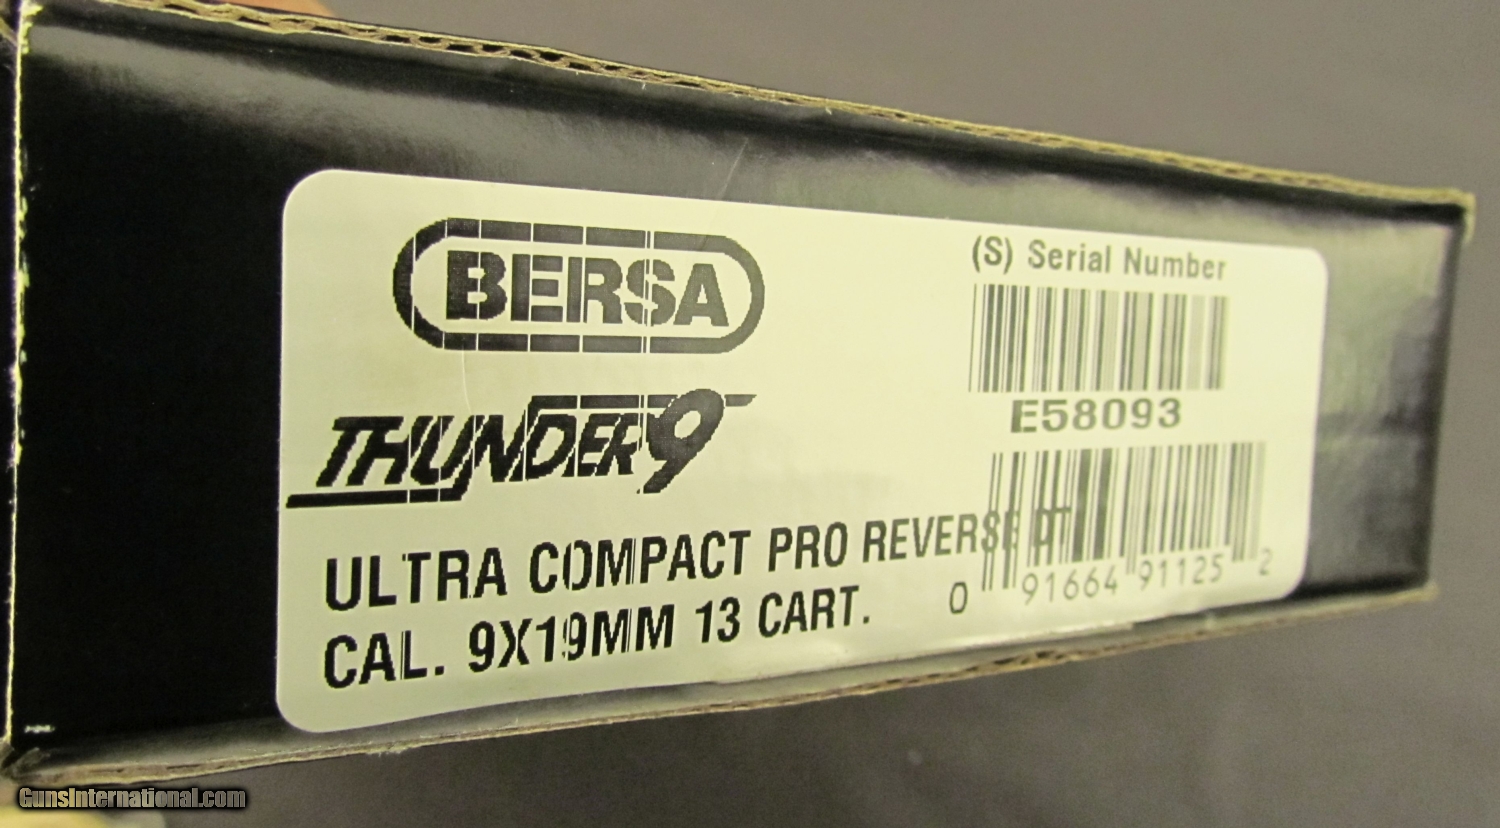 BERSA
THUNDER 9
ULTRA COMPACT PRO REVERSE DT
CAL. 9X19MM 13 CART.
(S) Serial Number
E58093
0 91664 91125 2
GunsInternational.com